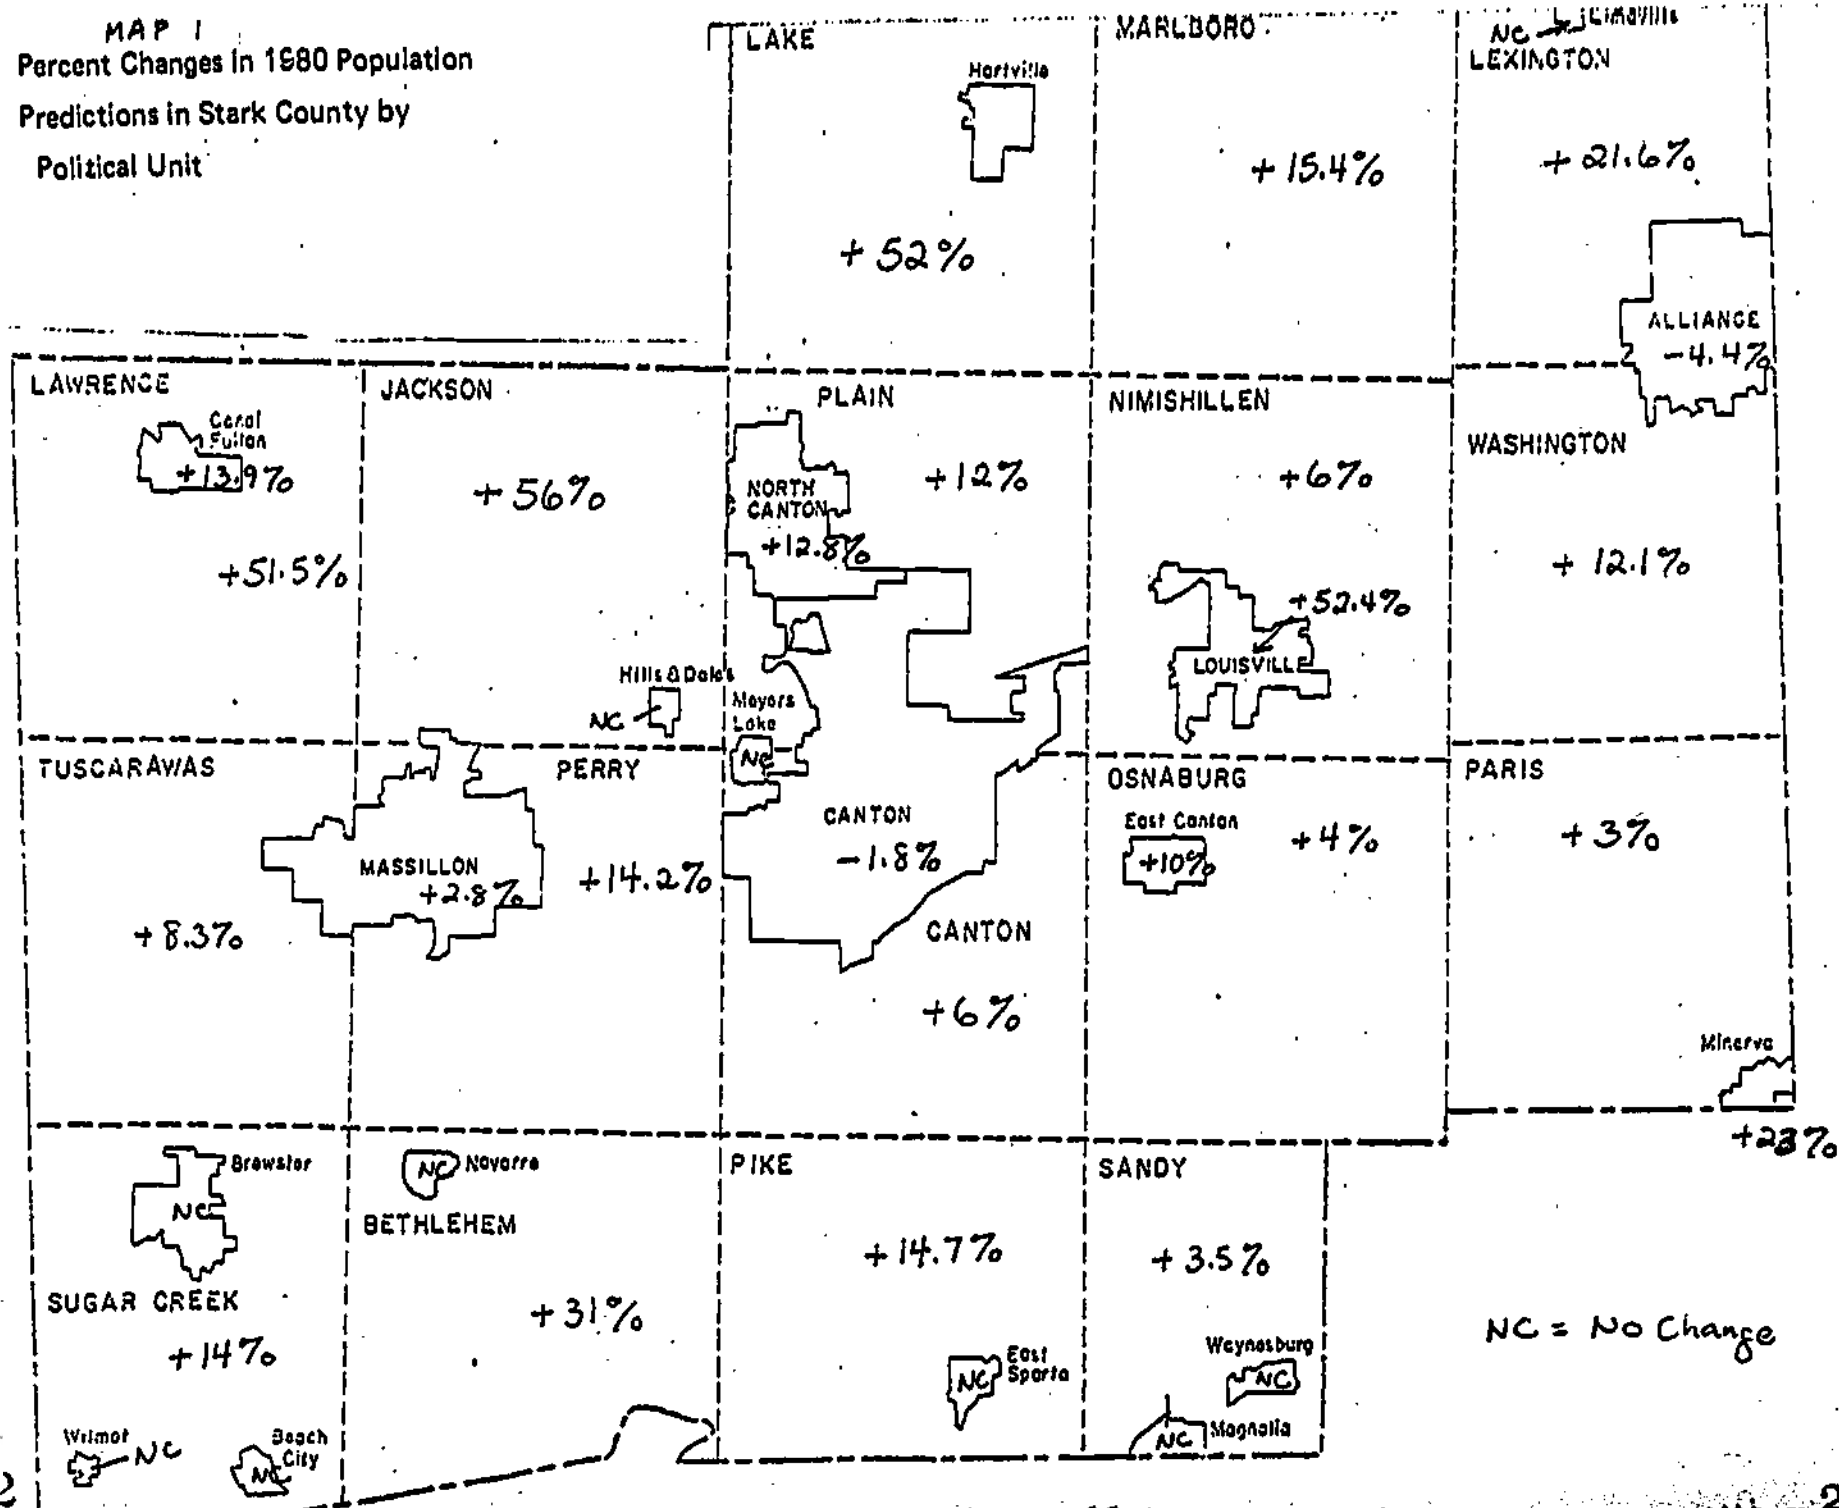 MAP 1
Percent Changes in 1980 Population
Predictions in Stark County by
Political Unit
LAKE
Hartville
+52%
MARLBORO
+15.4%
NC
Limaville
LEXINGTON
+21.6%
ALLIANCE
-4.4%
LAWRENCE
Canal
Fulton
+13.9%
+51.5%
JACKSON
+56%
Hills & Dales
NC
PLAIN
NORTH
CANTON
+12.8%
+12%
Meyers
Lake
NC
NIMISHILLEN
+6%
+52.4%
LOUISVILLE
WASHINGTON
+12.1%
TUSCARAWAS
+8.3%
MASSILLON
+2.8%
PERRY
+14.2%
CANTON
-1.8%
CANTON
+6%
OSNABURG
East Canton
+10%
+4%
PARIS
+3%
Minerva
+23%
Brewster
NC
SUGAR CREEK
+14%
Wilmot
NC
Beach
City
NC
NC
Navarre
BETHLEHEM
+31%
PIKE
+14.7%
East
Sparta
NC
SANDY
+3.5%
Waynesburg
NC
Magnolia
NC
NC = No Change
2
2